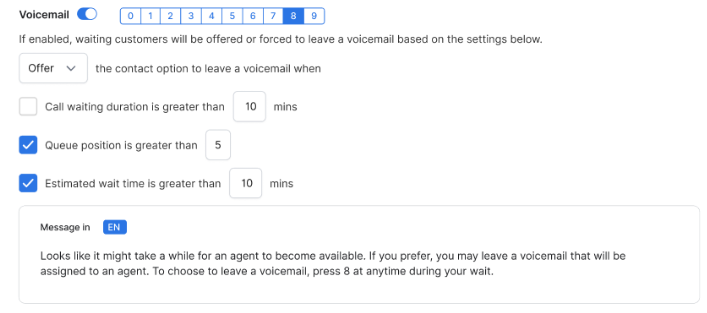 Voicemail 0 1 2 3 4 5 6 7 8 9
If enabled, waiting customers will be offered or forced to leave a voicemail based on the settings below.
Offer the contact option to leave a voicemail when
Call waiting duration is greater than 10 mins
Queue position is greater than 5
Estimated wait time is greater than 10 mins
Message in EN
Looks like it might take a while for an agent to become available. If you prefer, you may leave a voicemail that will be
assigned to an agent. To choose to leave a voicemail, press 8 at anytime during your wait.